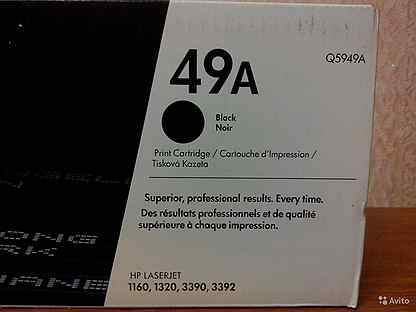 49A
Q5949A
Black
Noir
Print Cartridge / Cartouche d'Impression /
Tisková Kazeta
Superior, professional results. Every time.
Des résultats professionnels et de qualité
supérieure à chaque impression.
HP LASERJET
1160, 1320, 3390, 3392
Avito